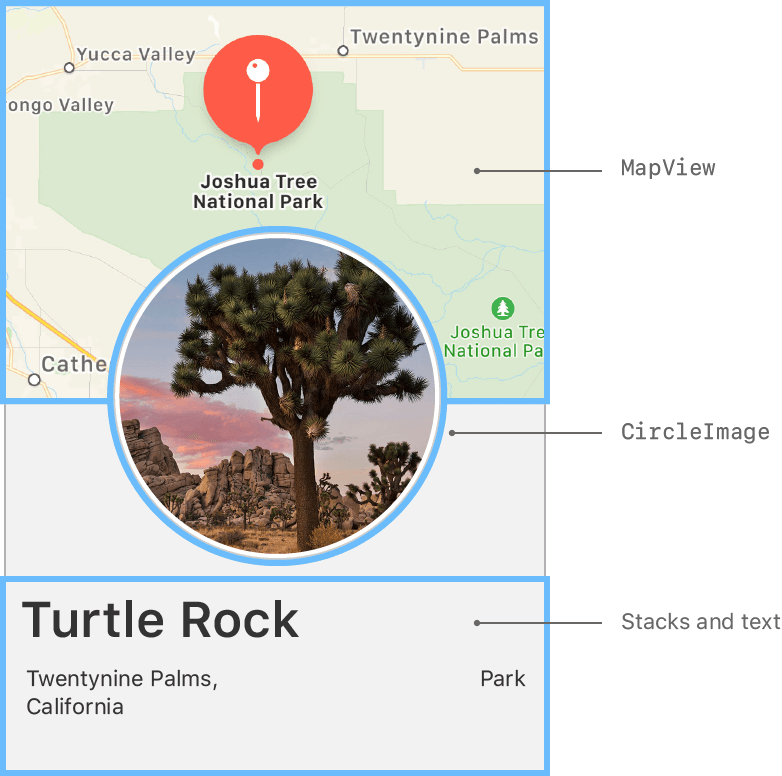 Twentynine Palms
Yucca Valley
ongo Valley
MapView
Joshua Tree
National Park
Joshua Tre
National Pa
Cathe
CircleImage
Turtle Rock
Stacks and text
Twentynine Palms,
California
Park